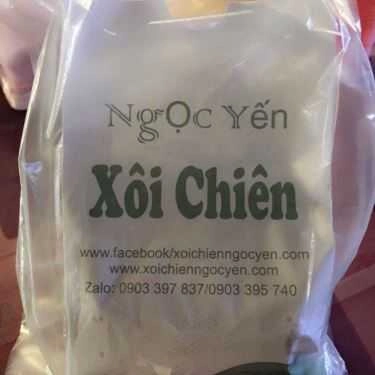 Ngọc Yến
Xôi Chiên
www.facebook/xoichienngocyen.com
www.xoichienngocyen.com
Zalo: 0903 397 837/0903 395 740